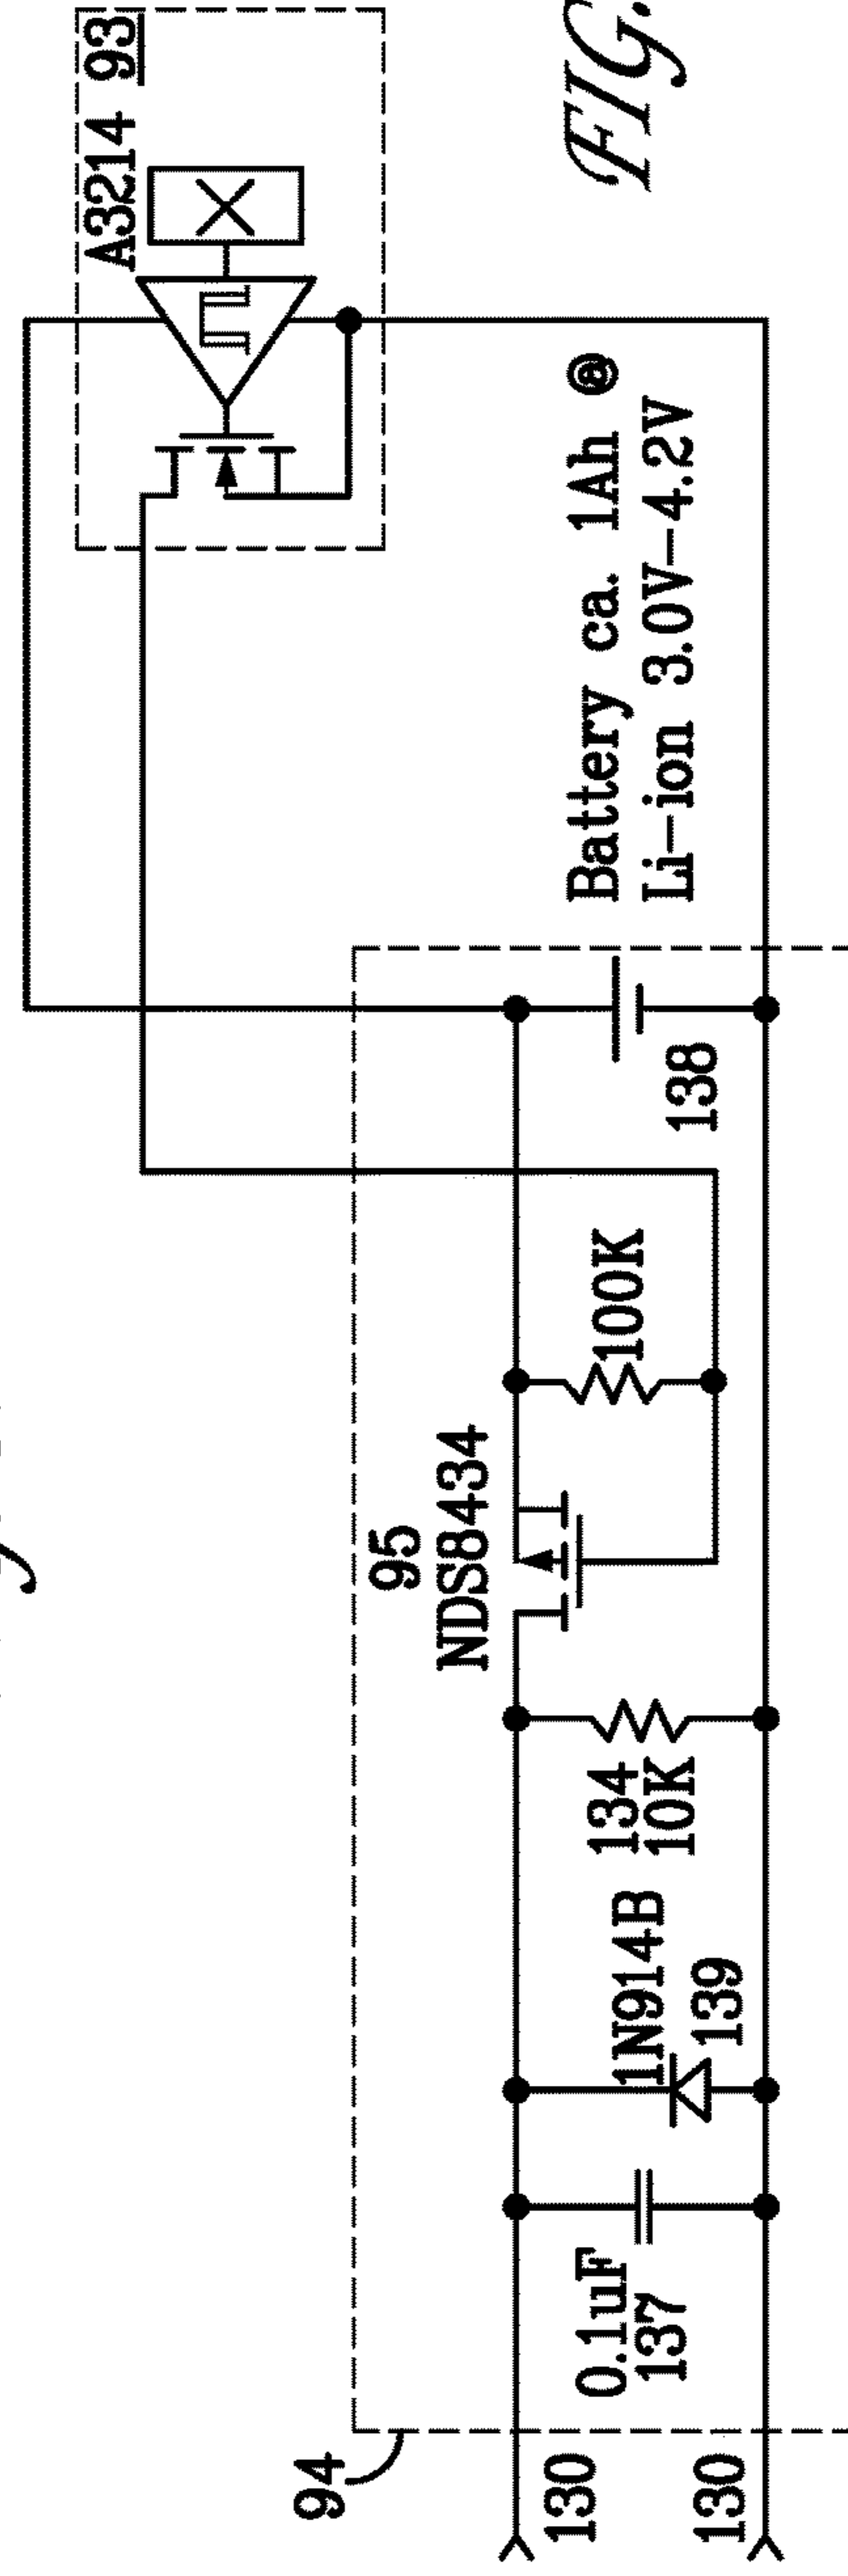 94
130
130
0.1uF
137
1N914B
139
134
10K
95
NDS8434
100K
138
Battery ca. 1Ah @
Li-ion 3.0V-4.2V
A3214 93
FIG.